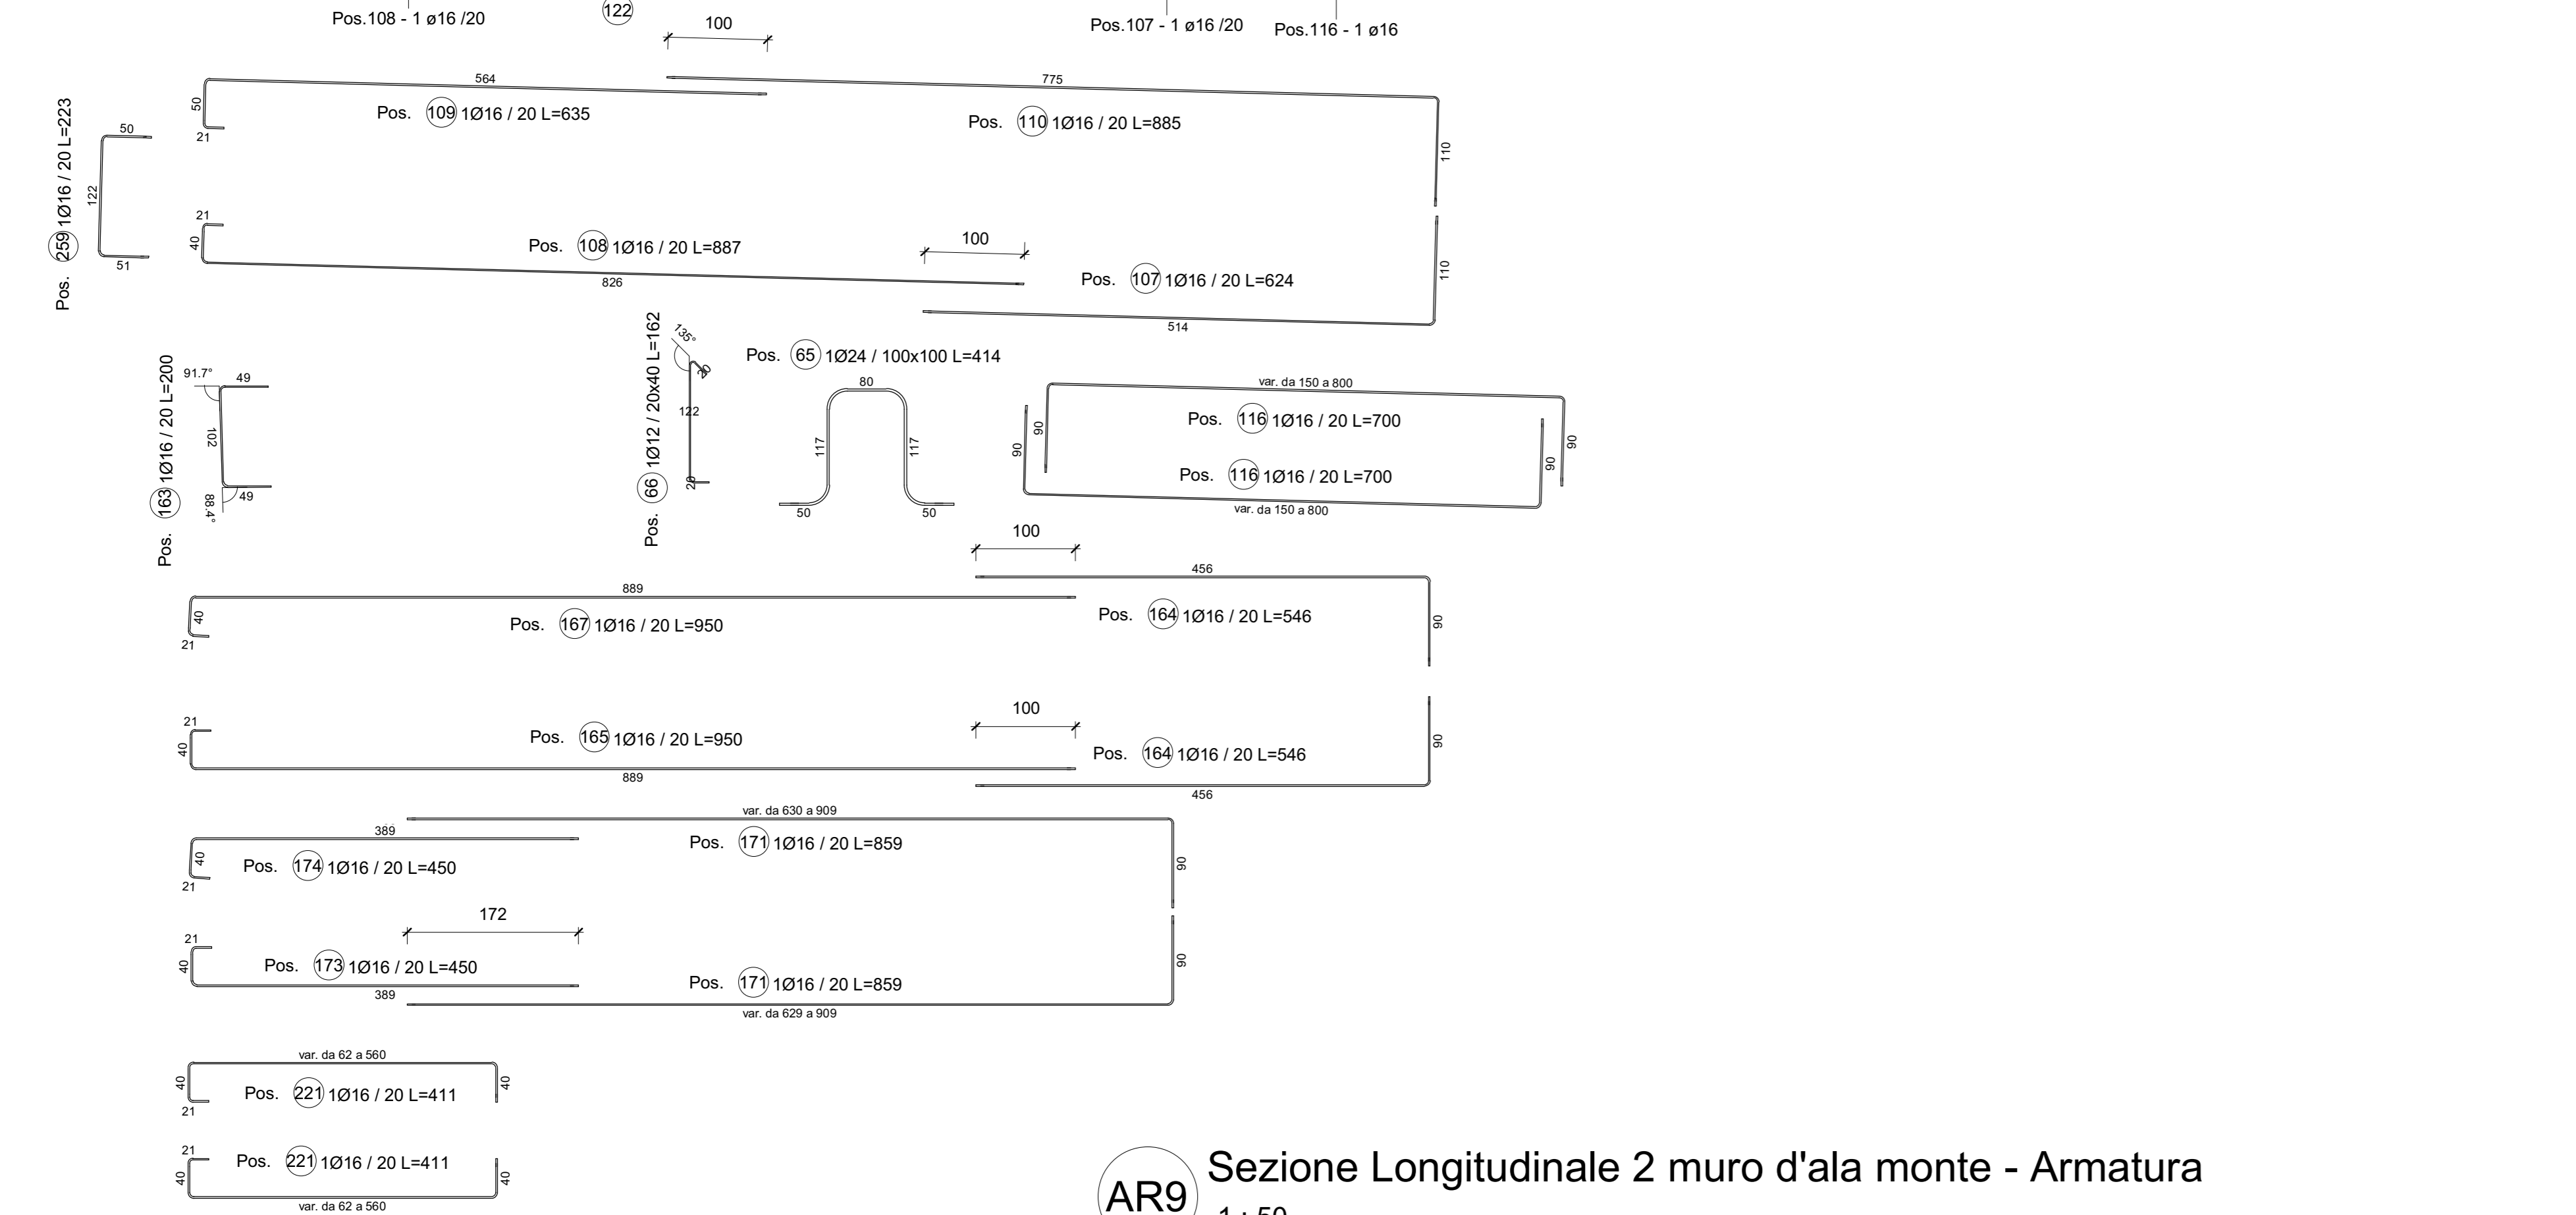 Pos.108 - 1 ø16 /20
122
100
Pos.107 - 1 ø16 /20
Pos.116 - 1 ø16
564
775
50
21
Pos. 109 1Ø16 / 20 L=635
Pos. 110 1Ø16 / 20 L=885
110
Pos. 259 1Ø16 / 20 L=223
50
122
51
21
40
Pos. 108 1Ø16 / 20 L=887
826
100
Pos. 107 1Ø16 / 20 L=624
110
514
Pos. 163 1Ø16 / 20 L=200
91.7°
49
102
49
88.4°
Pos. 66 1Ø12 / 20x40 L=162
135°
20
122
20
Pos. 65 1Ø24 / 100x100 L=414
80
117
117
50
50
var. da 150 a 800
90
90
Pos. 116 1Ø16 / 20 L=700
90
90
Pos. 116 1Ø16 / 20 L=700
var. da 150 a 800
100
889
456
40
21
Pos. 167 1Ø16 / 20 L=950
Pos. 164 1Ø16 / 20 L=546
90
21
40
Pos. 165 1Ø16 / 20 L=950
889
100
Pos. 164 1Ø16 / 20 L=546
90
456
var. da 630 a 909
389
40
21
Pos. 174 1Ø16 / 20 L=450
Pos. 171 1Ø16 / 20 L=859
90
172
21
40
Pos. 173 1Ø16 / 20 L=450
389
Pos. 171 1Ø16 / 20 L=859
90
var. da 629 a 909
var. da 62 a 560
40
21
Pos. 221 1Ø16 / 20 L=411
40
21
40
Pos. 221 1Ø16 / 20 L=411
40
var. da 62 a 560
AR9
Sezione Longitudinale 2 muro d'ala monte - Armatura
1 : 50